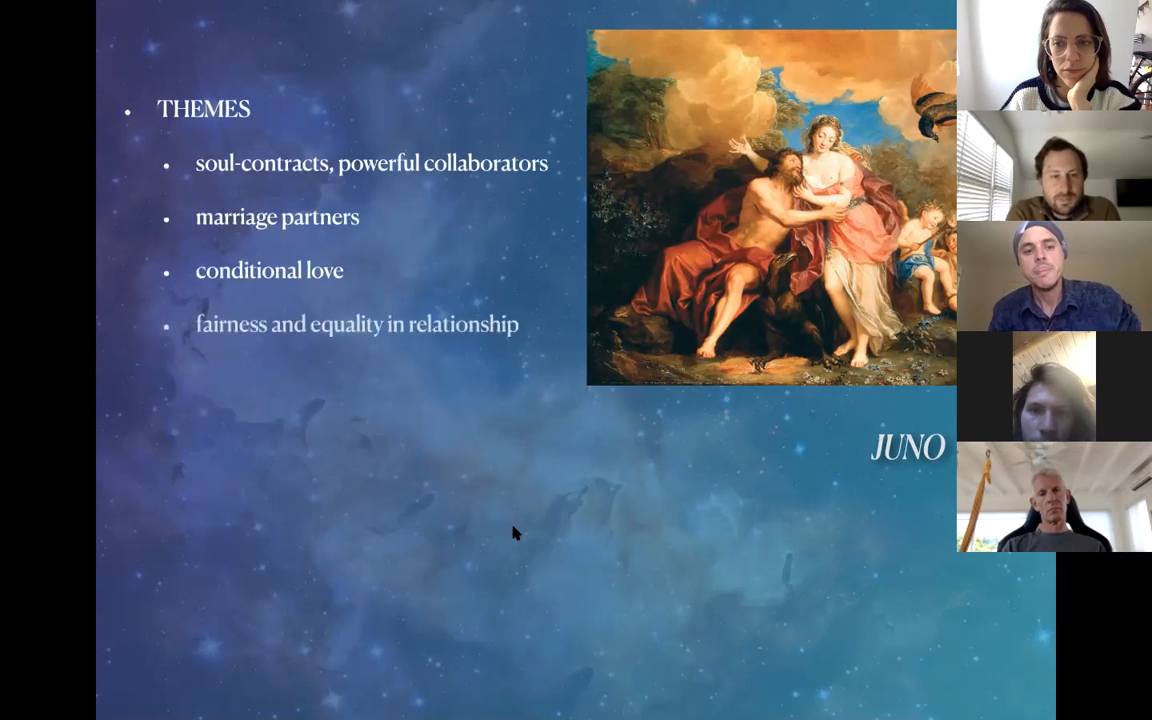 THEMES
soul-contracts, powerful collaborators
marriage partners
conditional love
fairness and equality in relationship
JUNO